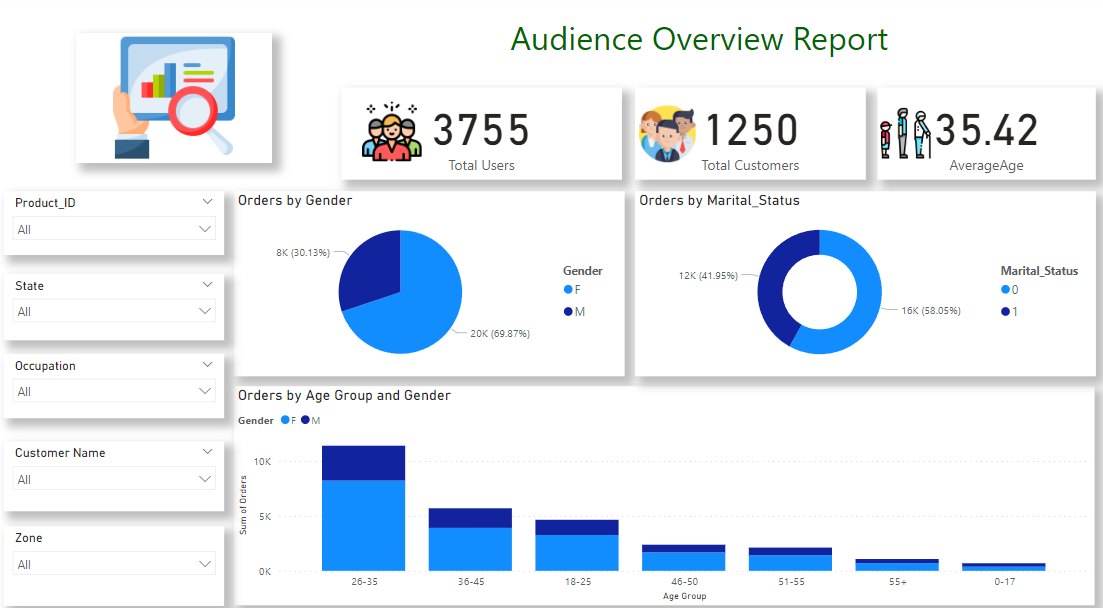 Audience Overview Report
3755
Total Users
1250
Total Customers
35.42
AverageAge
Product_ID
All
State
All
Occupation
All
Customer Name
All
Zone
All
Orders by Gender
8K (30.13%)
20K (69.87%)
Gender
F
M
Orders by Marital_Status
12K (41.95%)
16K (58.05%)
Marital_Status
0
1
Orders by Age Group and Gender
Gender F M
Sum of Orders
10K
5K
0K
26-35 36-45 18-25 46-50 51-55 55+ 0-17
Age Group